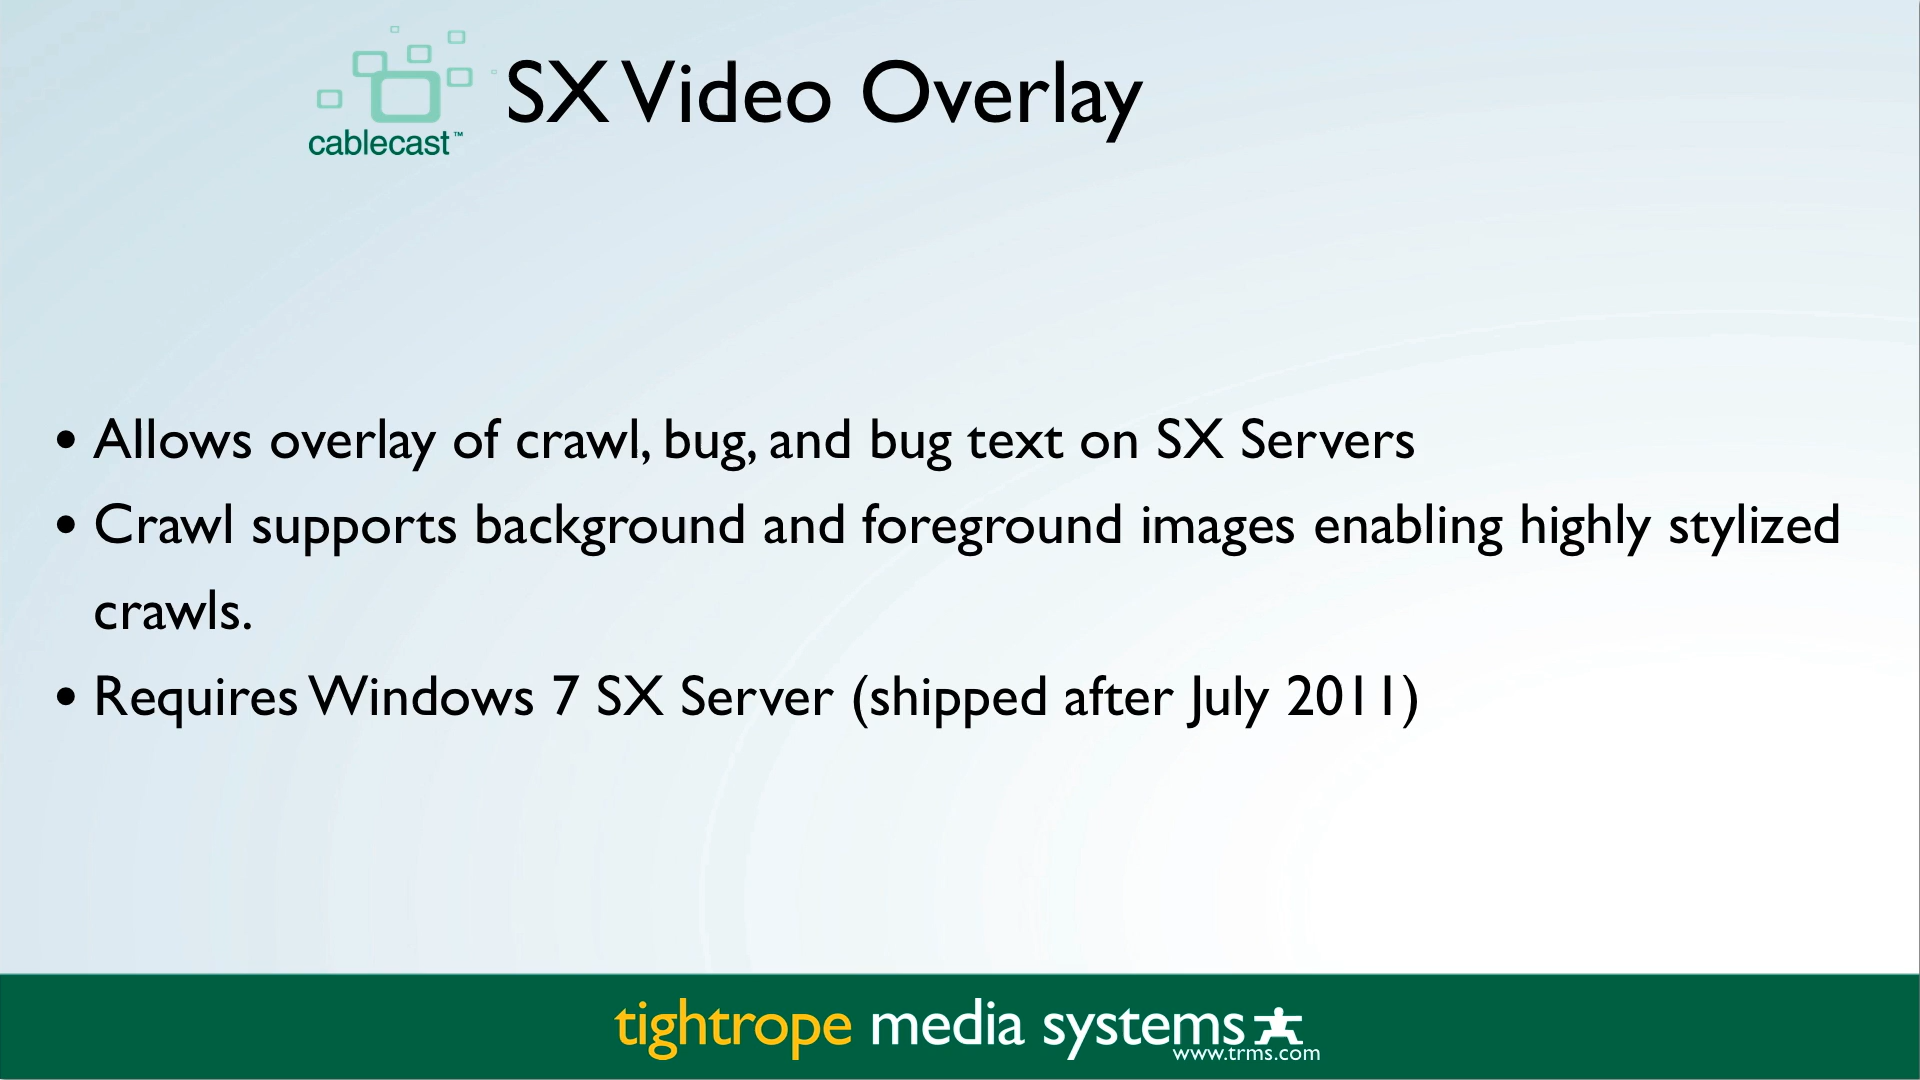 SX Video Overlay
cablecast™
• Allows overlay of crawl, bug, and bug text on SX Servers
• Crawl supports background and foreground images enabling highly stylized
crawls.
• Requires Windows 7 SX Server (shipped after July 2011)
tightrope media systems
www.trms.com